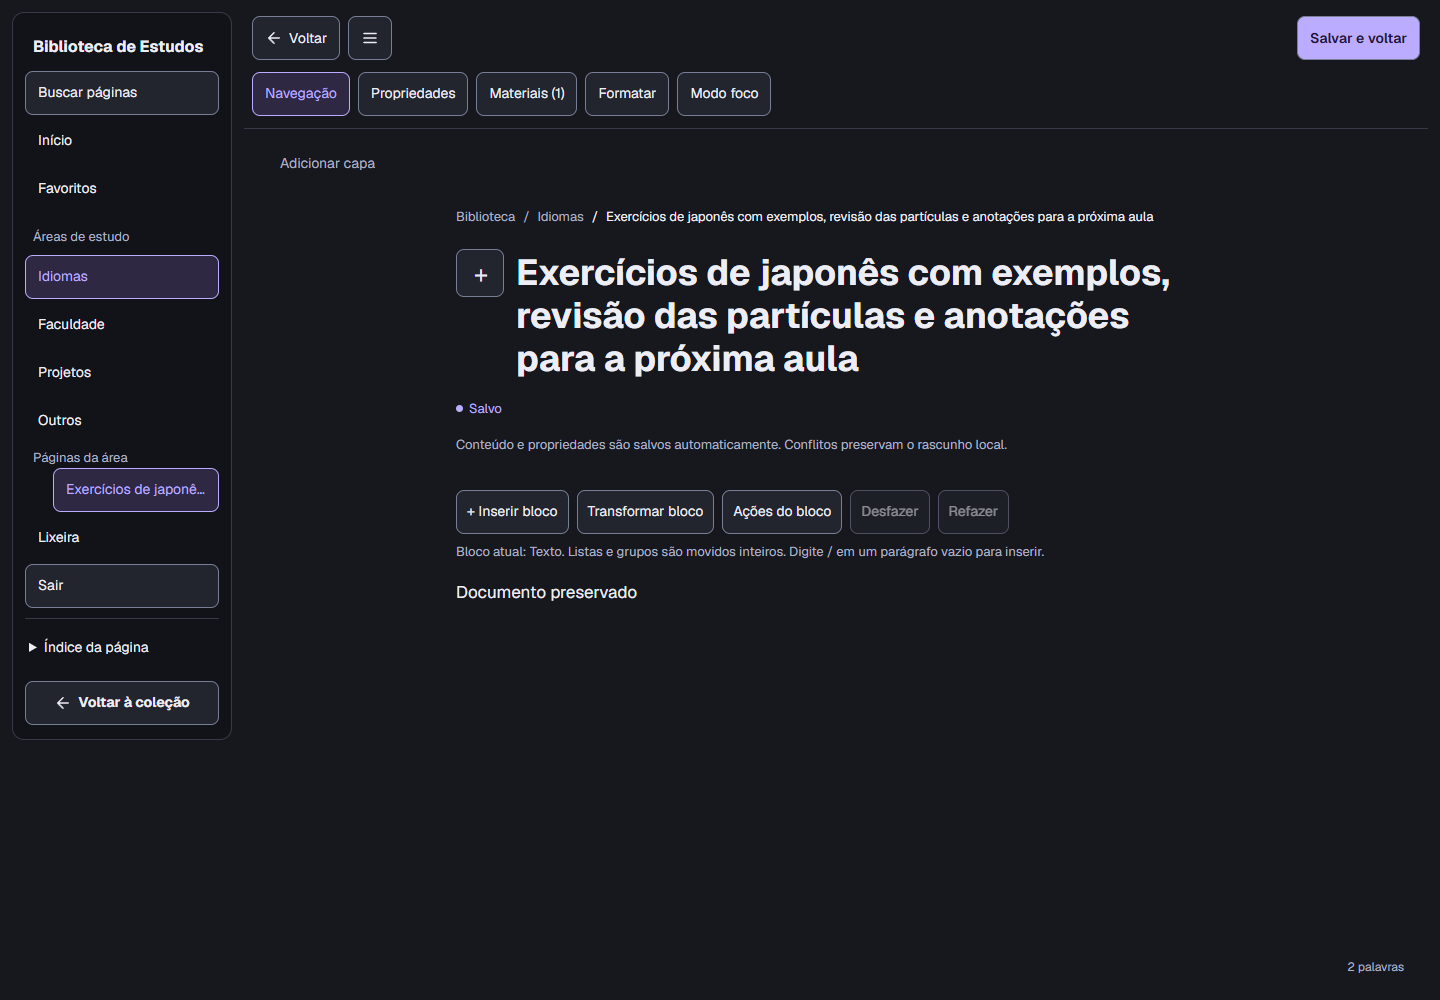 Biblioteca de Estudos
Buscar páginas
Início
Favoritos
Áreas de estudo
Idiomas
Faculdade
Projetos
Outros
Páginas da área
Exercícios de japonê...
Lixeira
Sair
Índice da página
Voltar à coleção
Voltar
Salvar e voltar
Navegação
Propriedades
Materiais (1)
Formatar
Modo foco
Adicionar capa
Biblioteca / Idiomas / Exercícios de japonês com exemplos, revisão das partículas e anotações para a próxima aula
+
Exercícios de japonês com exemplos,
revisão das partículas e anotações
para a próxima aula
Salvo
Conteúdo e propriedades são salvos automaticamente. Conflitos preservam o rascunho local.
+ Inserir bloco
Transformar bloco
Ações do bloco
Desfazer
Refazer
Bloco atual: Texto. Listas e grupos são movidos inteiros. Digite / em um parágrafo vazio para inserir.
Documento preservado
2 palavras